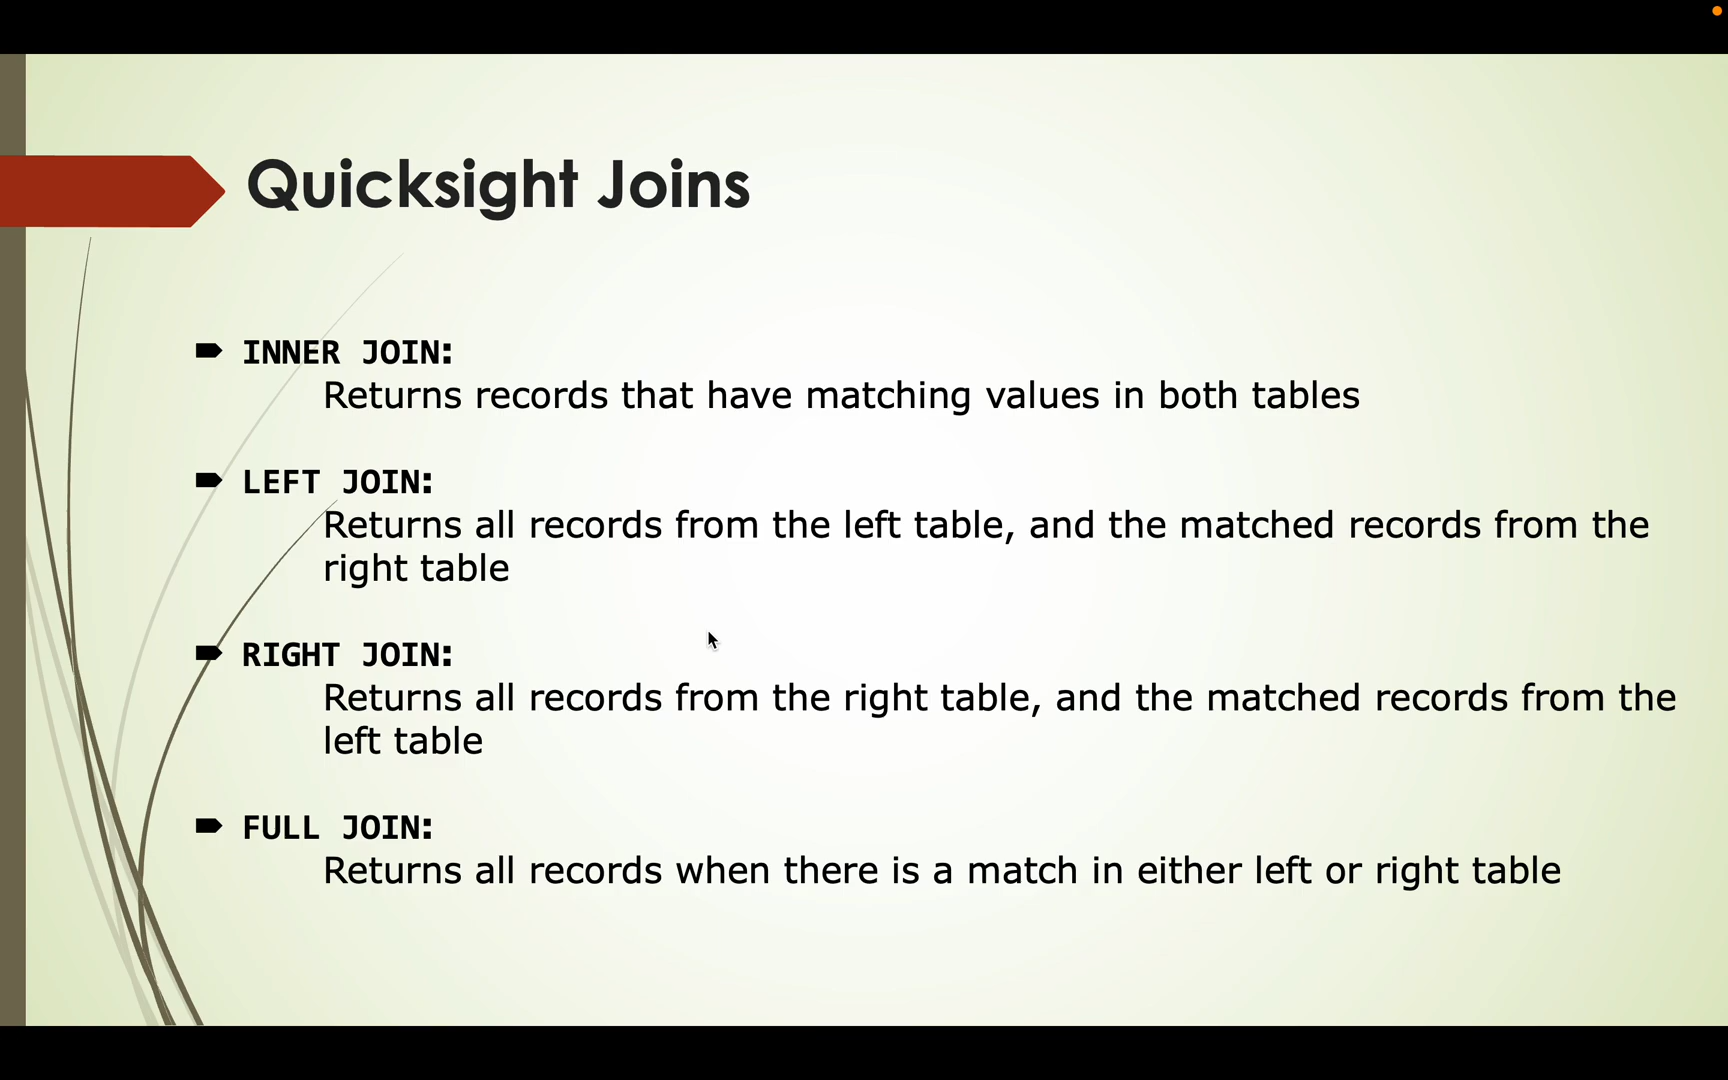 Quicksight Joins
INNER JOIN:
Returns records that have matching values in both tables
LEFT JOIN:
Returns all records from the left table, and the matched records from the
right table
RIGHT JOIN:
Returns all records from the right table, and the matched records from the
left table
FULL JOIN:
Returns all records when there is a match in either left or right table